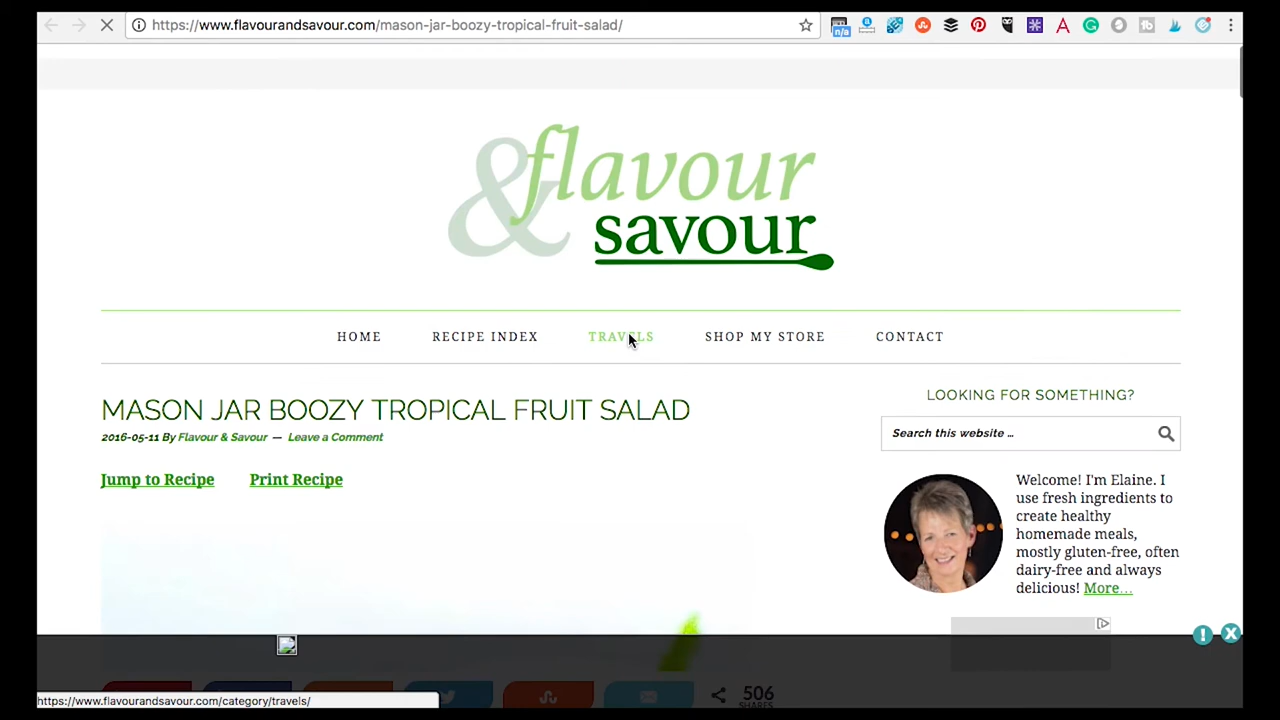 https://www.flavourandsavour.com/mason-jar-boozy-tropical-fruit-salad/
n/a
&flavour
savour
HOME RECIPE INDEX TRAVELS SHOP MY STORE CONTACT
MASON JAR BOOZY TROPICAL FRUIT SALAD
2016-05-11 By Flavour & Savour — Leave a Comment
Jump to Recipe Print Recipe
LOOKING FOR SOMETHING?
Search this website ...
Welcome! I'm Elaine. I
use fresh ingredients to
create healthy
homemade meals,
mostly gluten-free, often
dairy-free and always
delicious! More...
506
SHARES
https://www.flavourandsavour.com/category/travels/